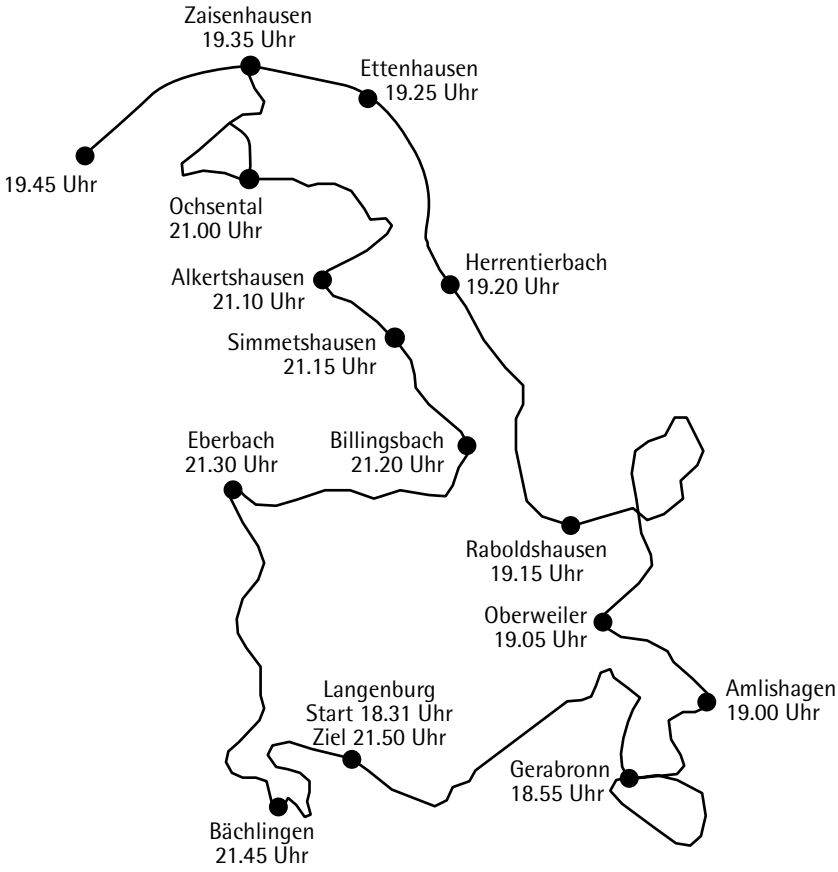 Zaisenhausen
19.35 Uhr
Ettenhausen
19.25 Uhr
19.45 Uhr
Ochsental
21.00 Uhr
Herrentierbach
19.20 Uhr
Alkertshausen
21.10 Uhr
Simmetshausen
21.15 Uhr
Eberbach
21.30 Uhr
Billingsbach
21.20 Uhr
Raboldshausen
19.15 Uhr
Oberweiler
19.05 Uhr
Langenburg
Start 18.31 Uhr
Ziel 21.50 Uhr
Amlishagen
19.00 Uhr
Gerabronn
18.55 Uhr
Bächlingen
21.45 Uhr